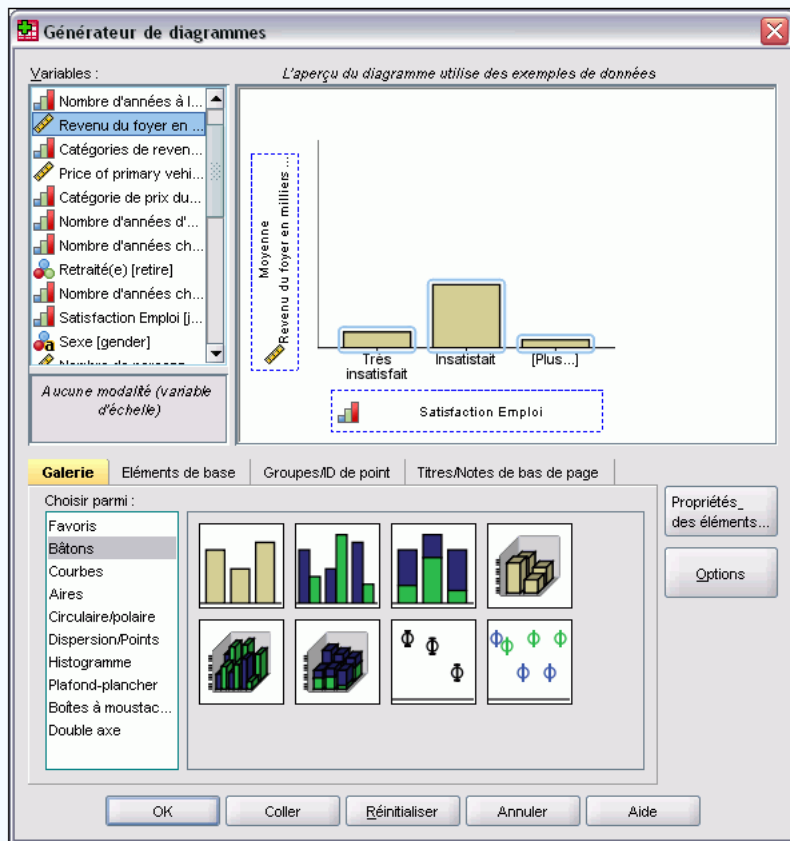 Générateur de diagrammes
Variables :
L'aperçu du diagramme utilise des exemples de données
Nombre d'années à l...
Revenu du foyer en ...
Catégories de reven...
Price of primary vehi...
Catégorie de prix du...
Nombre d'années d'...
Nombre d'années ch...
Retraité(e) [retire]
Nombre d'années ch...
Satisfaction Emploi [j...
Sexe [gender]
Aucune modalité (variable
d'échelle)
Moyenne
Revenu du foyer en milliers ...
Très
insatisfait
Insatistait
[Plus...]
Satisfaction Emploi
Galerie
Eléments de base
Groupes/ID de point
Titres/Notes de bas de page
Choisir parmi :
Favoris
Bâtons
Courbes
Aires
Circulaire/polaire
Dispersion/Points
Histogramme
Plafond-plancher
Boîtes à moustac...
Double axe
Propriétés_
des éléments...
Options
OK
Coller
Réinitialiser
Annuler
Aide